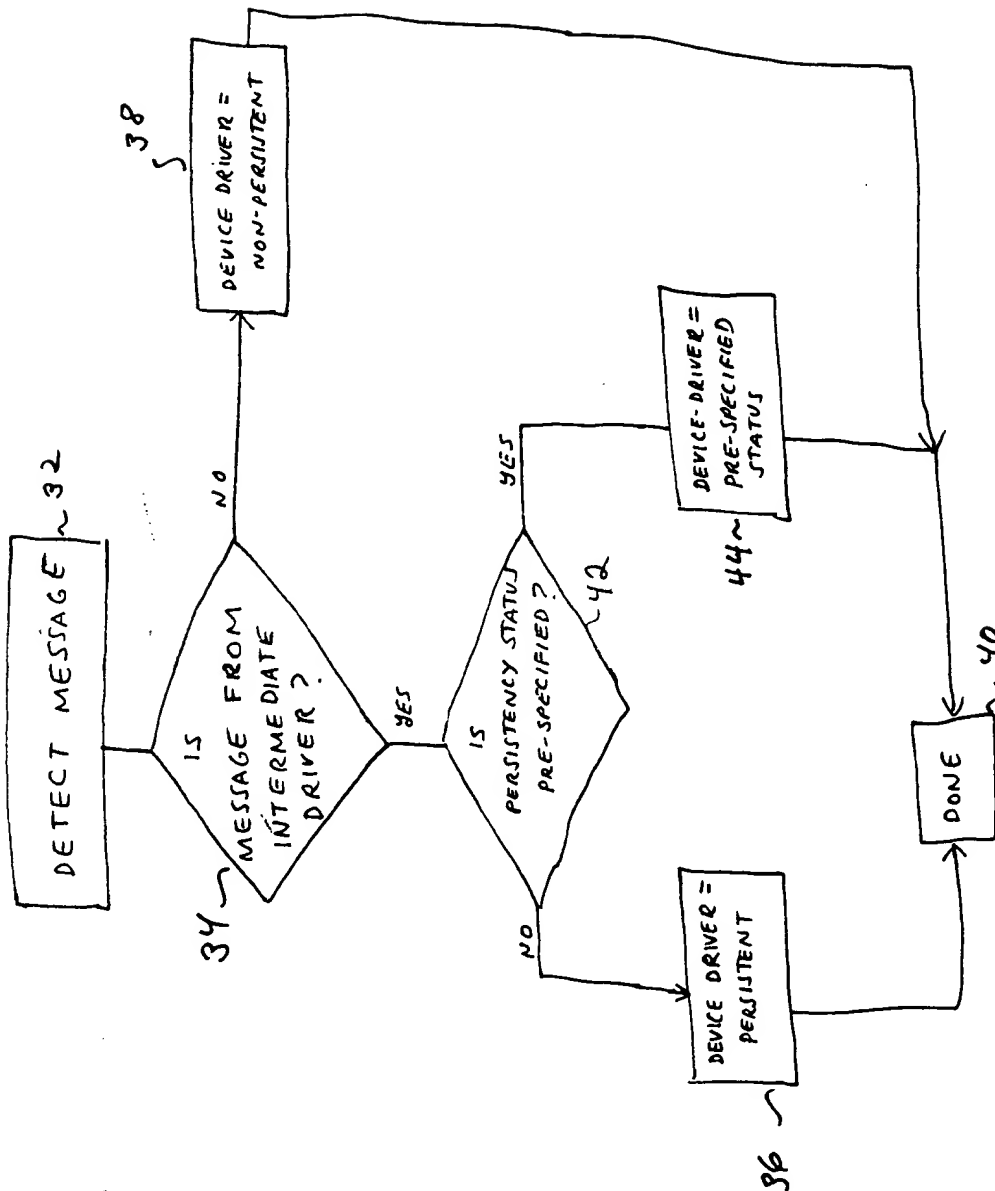 DETECT MESSAGE
32
IS
MESSAGE FROM
INTERMEDIATE
DRIVER?
34
NO
DEVICE DRIVER =
NON-PERSISTENT
38
YES
IS
PERSISTENCY STATUS
PRE-SPECIFIED?
42
NO
DEVICE DRIVER =
PERSISTENT
36
YES
DEVICE-DRIVER =
PRE-SPECIFIED
STATUS
44
DONE
40